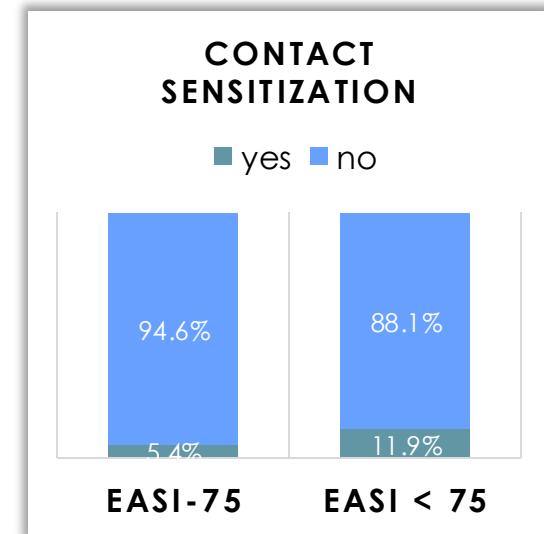 CONTACT
SENSITIZATION
yes no
94.6% 88.1%
5.4% 11.9%
EASI-75 EASI < 75